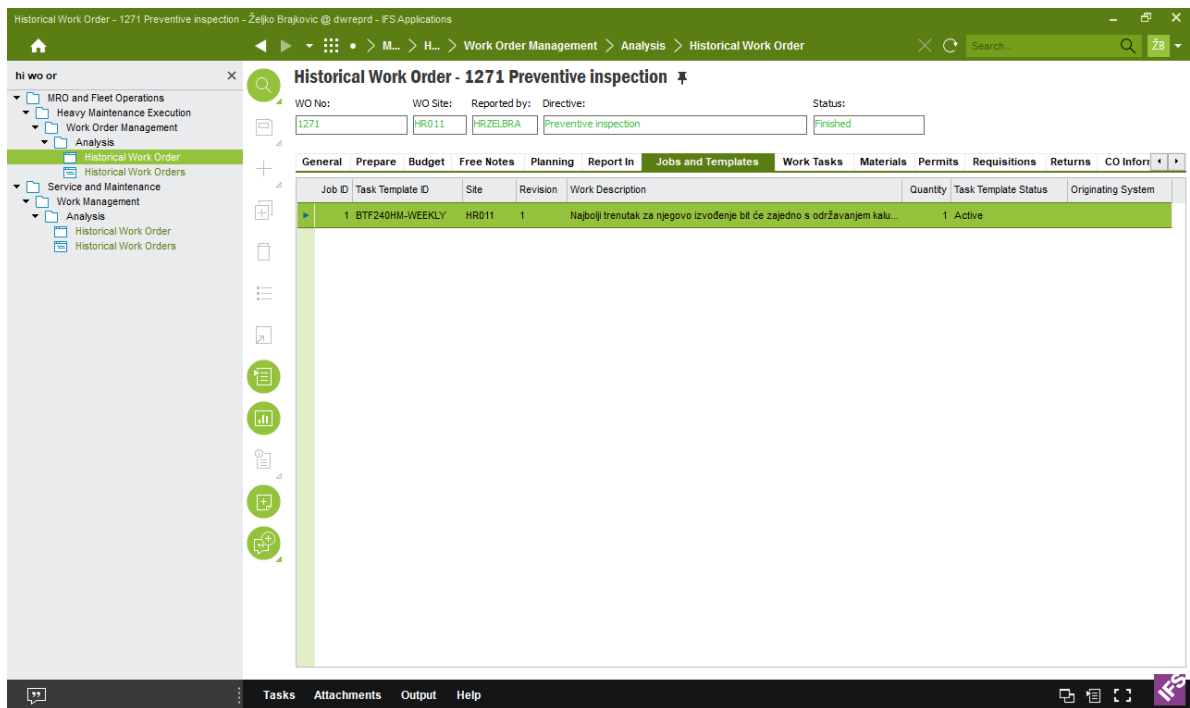 Historical Work Order - 1271 Preventive inspection - Željko Brajkovic @ dwreprd - IFS Applications
> M... > H... > Work Order Management > Analysis > Historical Work Order
Search...
ŽB
hi wo or
MRO and Fleet Operations
Heavy Maintenance Execution
Work Order Management
Analysis
Historical Work Order
Historical Work Orders
Service and Maintenance
Work Management
Analysis
Historical Work Order
Historical Work Orders
Historical Work Order - 1271 Preventive inspection
WO No: WO Site: Reported by: Directive: Status:
1271 HR011 HRZELBRA Preventive inspection Finished
General Prepare Budget Free Notes Planning Report In Jobs and Templates Work Tasks Materials Permits Requisitions Returns CO Inforr
Job ID Task Template ID Site Revision Work Description Quantity Task Template Status Originating System
1 BTF240HM-WEEKLY HR011 1 Najbolji trenutak za njegovo izvođenje bit će zajedno s održavanjem kalu... 1 Active
Tasks Attachments Output Help
IFS